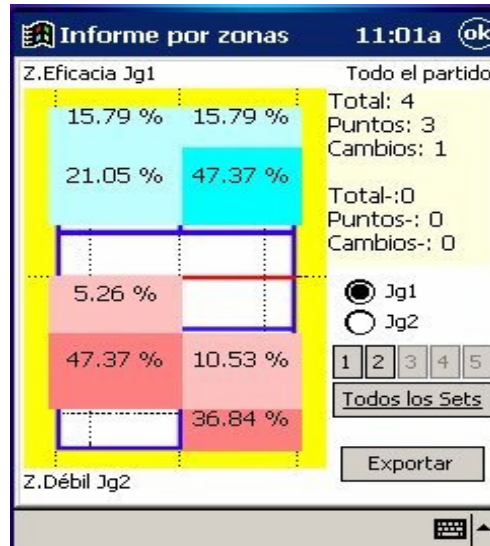 Informe por zonas 11:01a ok
Z.Eficacia Jg1 Todo el partido
15.79 % 15.79 %
21.05 % 47.37 %
Total: 4
Puntos: 3
Cambios: 1
Total-:0
Puntos-: 0
Cambios-: 0
5.26 %
47.37 % 10.53 %
36.84 %
Jg1
Jg2
1 2 3 4 5
Todos los Sets
Exportar
Z.Débil Jg2